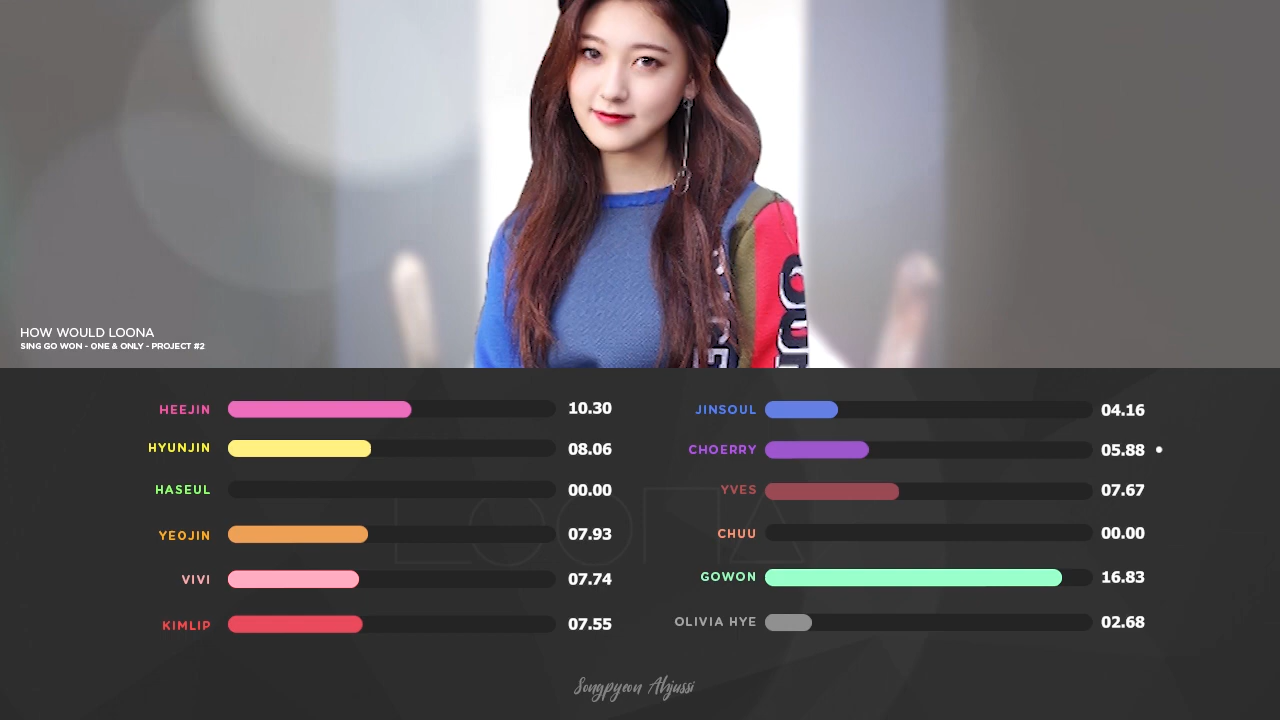 HOW WOULD LOONA
SING GO WON - ONE & ONLY - PROJECT #2
HEEJIN 10.30
HYUNJIN 08.06
HASEUL 00.00
YEOJIN 07.93
VIVI 07.74
KIMLIP 07.55
JINSOUL 04.16
CHOERRY 05.88
YVES 07.67
CHUU 00.00
GOWON 16.83
OLIVIA HYE 02.68
LOONA
Songpyeon Ahjussi